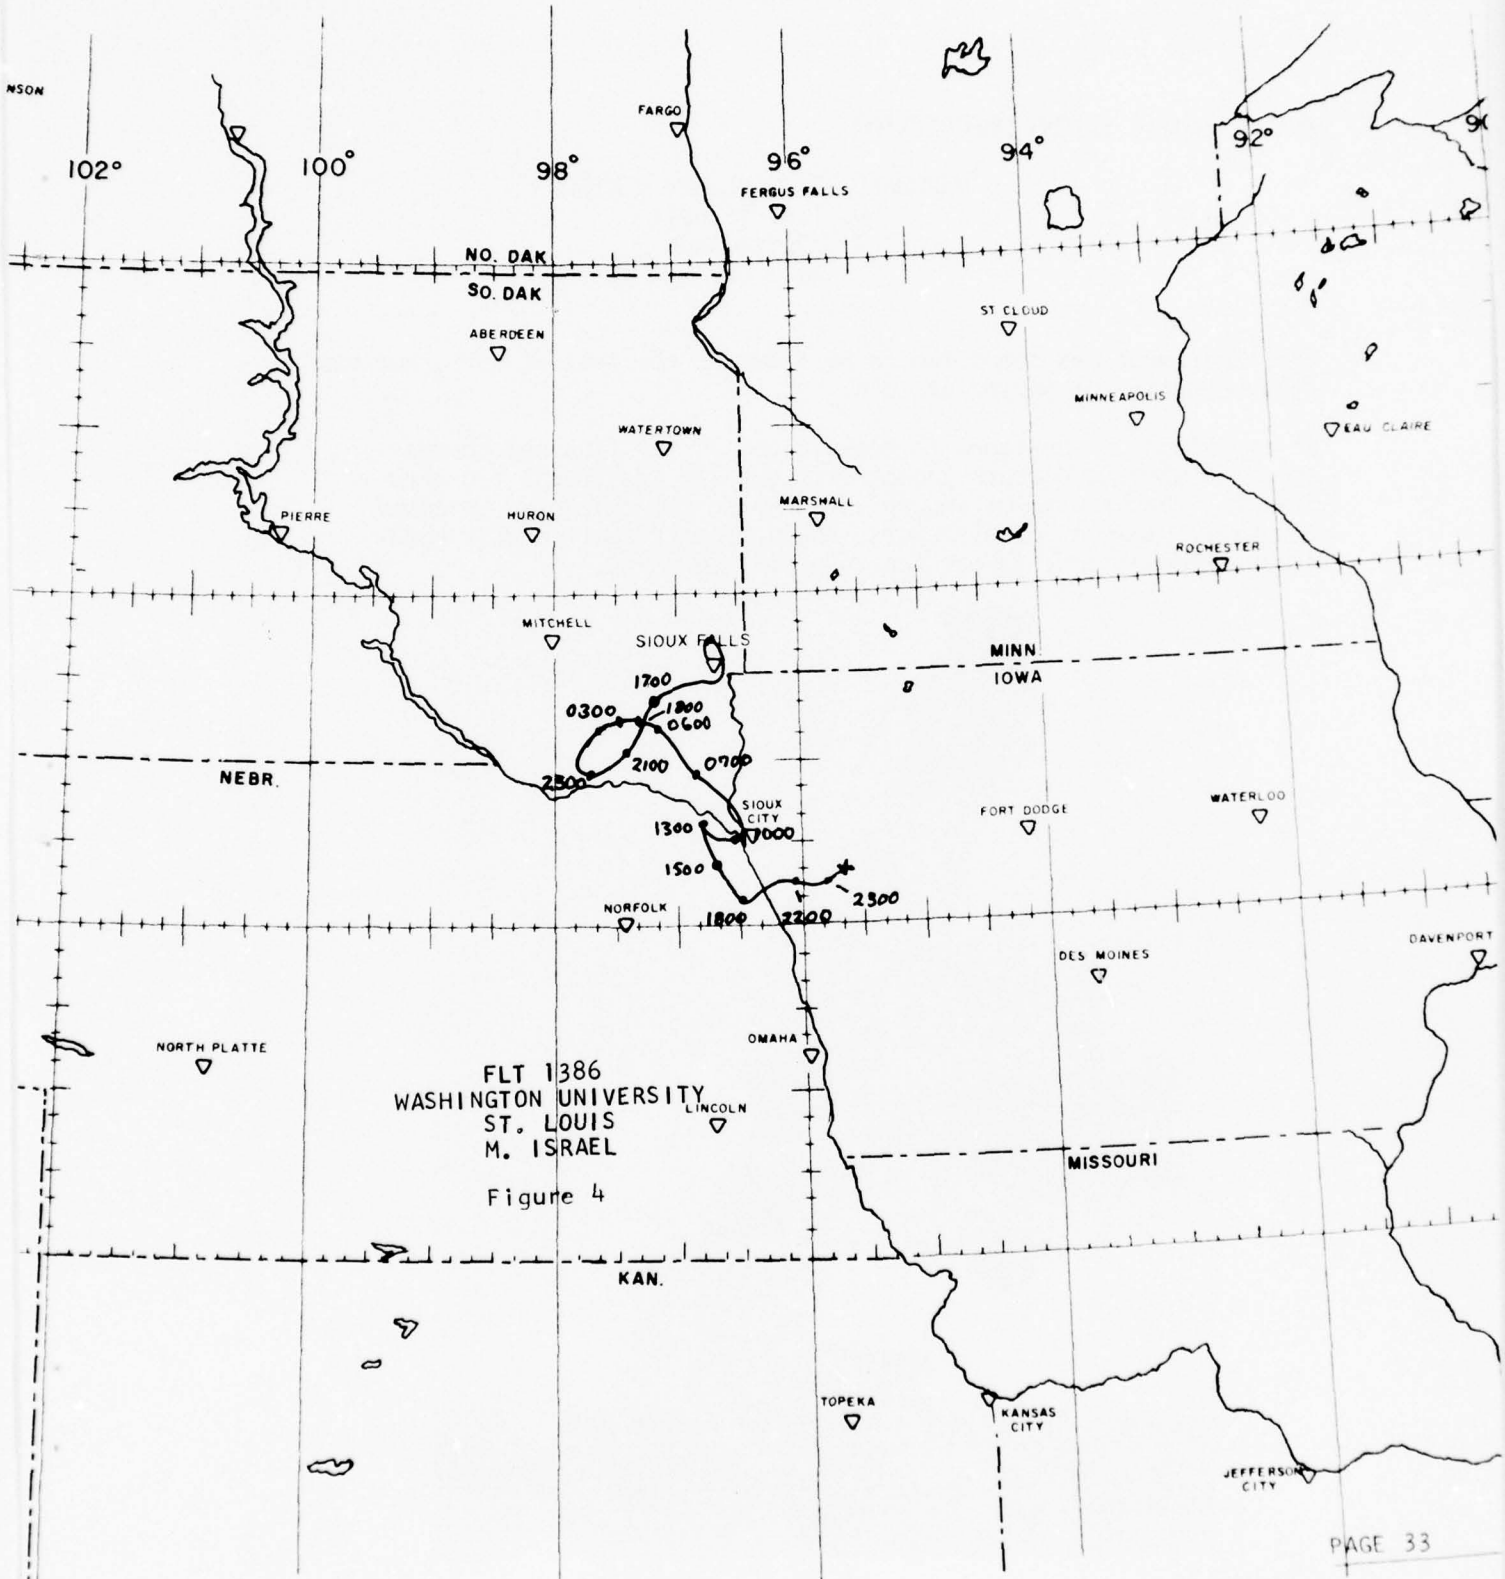 NSON
FARGO
102°
100°
98°
96°
94°
92°
FERGUS FALLS
NO. DAK
SO. DAK
ABERDEEN
ST CLOUD
MINNEAPOLIS
EAU CLAIRE
WATERTOWN
MARSHALL
PIERRE
HURON
ROCHESTER
MITCHELL
SIOUX FALLS
MINN
IOWA
1700
0300
1800
0600
2100
0700
NEBR.
2300
SIOUX
CITY
FORT DODGE
WATERLOO
1300
1000
1500
2300
NORFOLK
1800
2200
DES MOINES
DAVENPORT
NORTH PLATTE
OMAHA
FLT 1386
WASHINGTON UNIVERSITY
ST. LOUIS
M. ISRAEL
LINCOLN
Figure 4
MISSOURI
KAN.
TOPEKA
KANSAS
CITY
JEFFERSON
CITY
PAGE 33